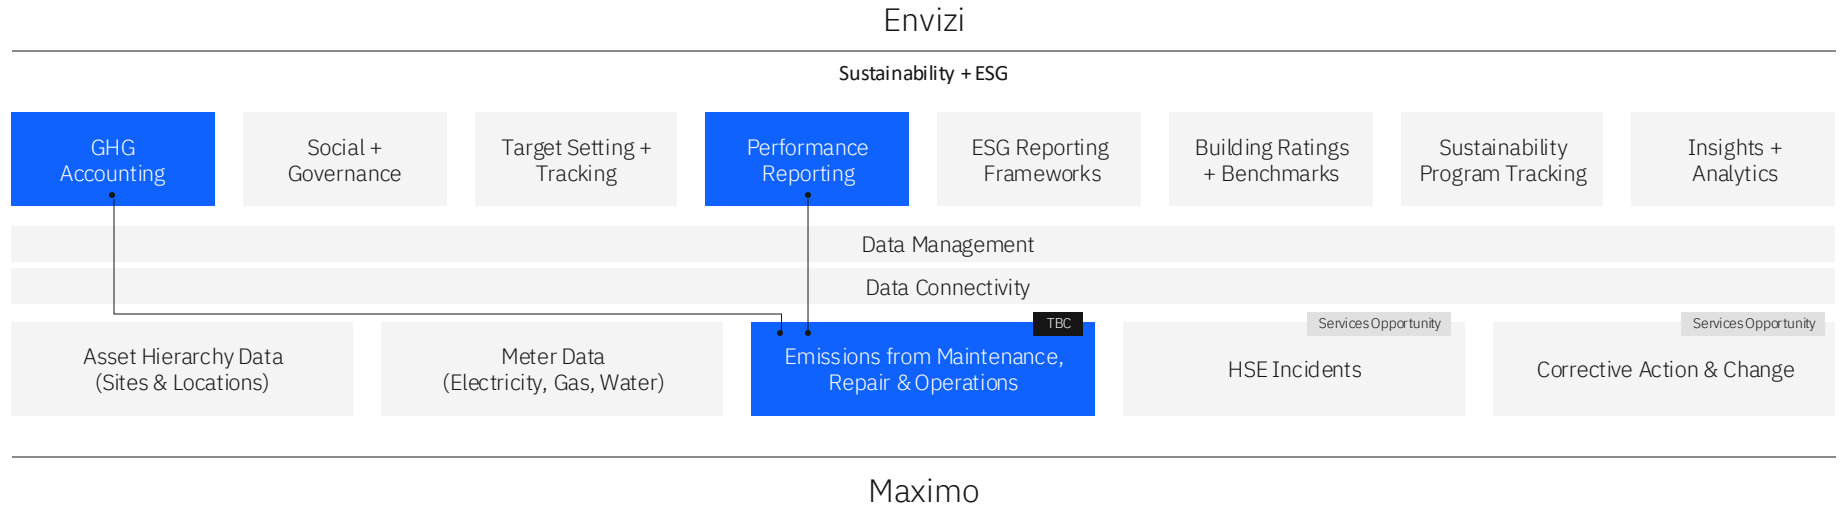 Envizi
Sustainability + ESG
GHG
Accounting
Social +
Governance
Target Setting +
Tracking
Performance
Reporting
ESG Reporting
Frameworks
Building Ratings
+ Benchmarks
Sustainability
Program Tracking
Insights +
Analytics
Data Management
Data Connectivity
Asset Hierarchy Data
(Sites & Locations)
Meter Data
(Electricity, Gas, Water)
TBC
Emissions from Maintenance,
Repair & Operations
Services Opportunity
HSE Incidents
Services Opportunity
Corrective Action & Change
Maximo